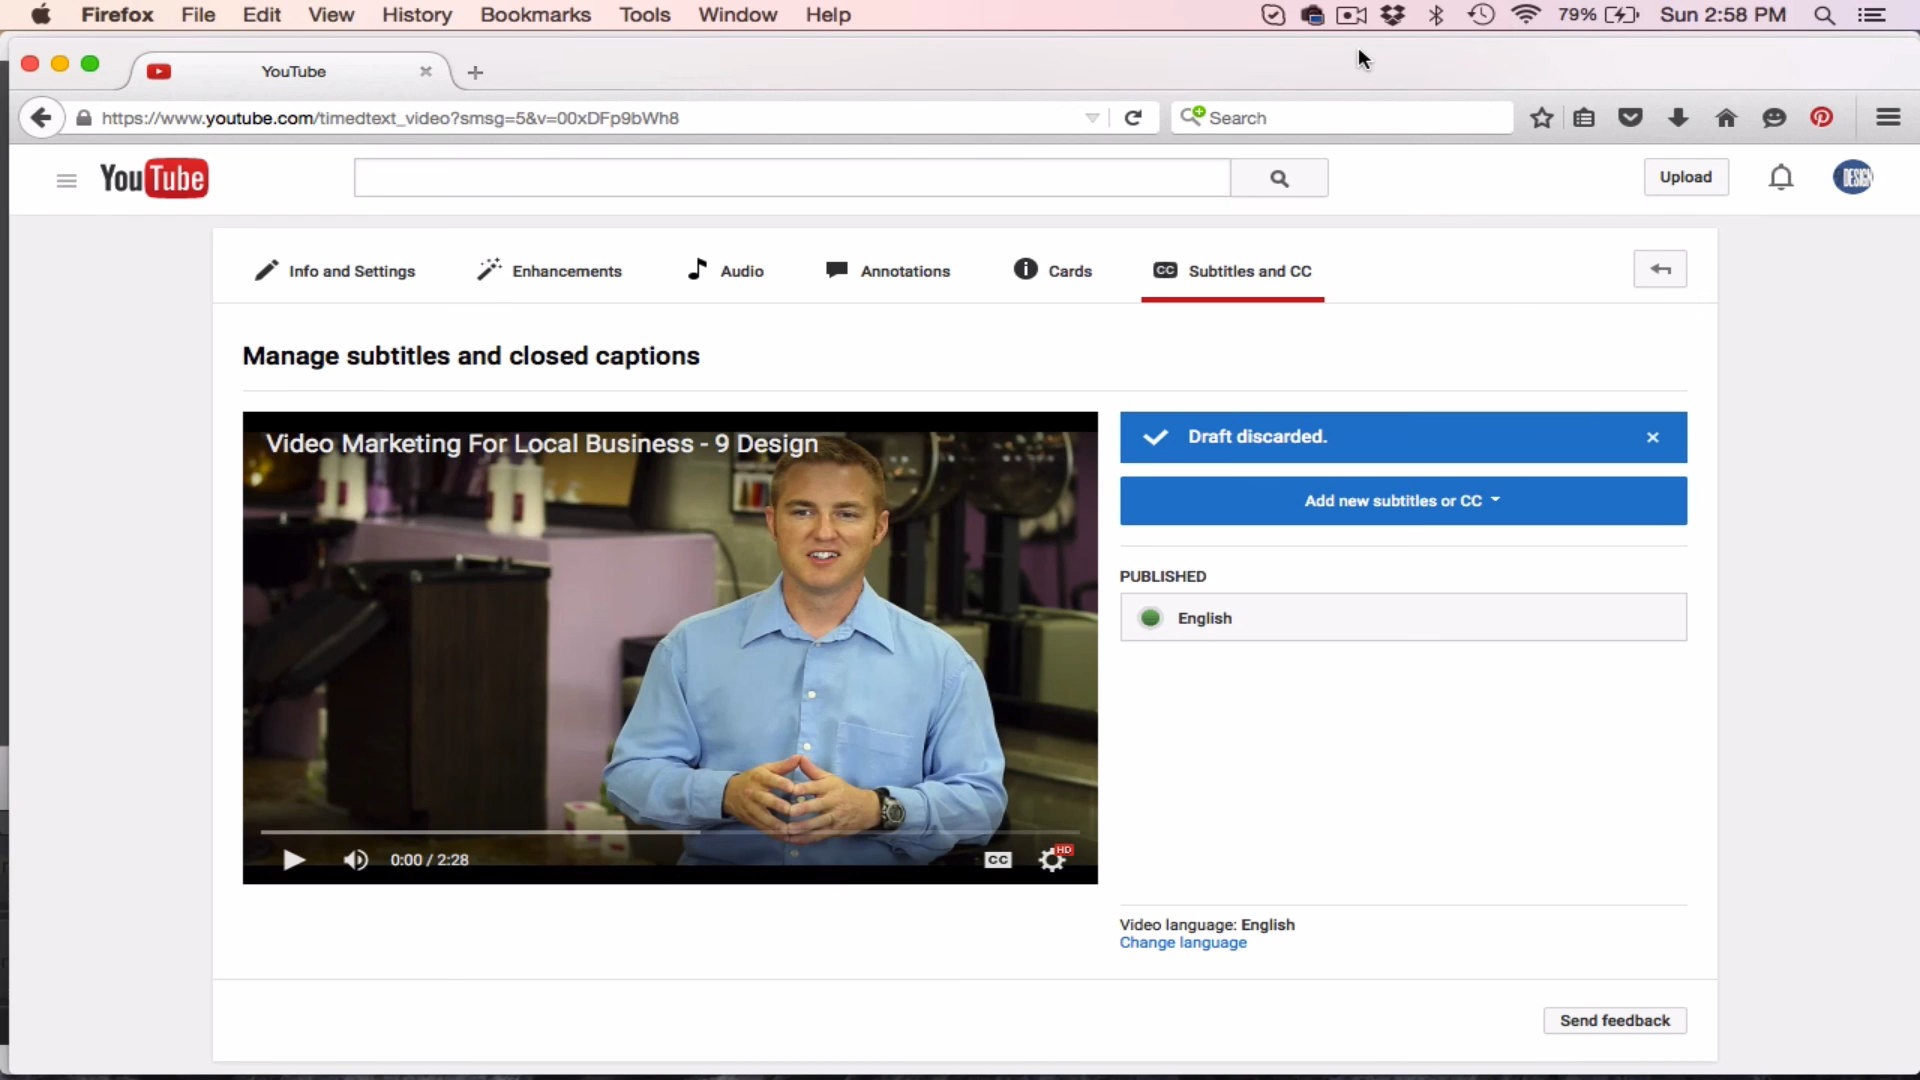 Firefox File Edit View History Bookmarks Tools Window Help 79% Sun 2:58 PM
YouTube
https://www.youtube.com/timedtext_video?smsg=5&v=00xDFp9bWh8 Search
YouTube Upload DESIGN
Info and Settings Enhancements Audio Annotations Cards CC Subtitles and CC
Manage subtitles and closed captions
Video Marketing For Local Business - 9 Design
Draft discarded.
Add new subtitles or CC
PUBLISHED
English
0:00 / 2:28 CC HD
Video language: English
Change language
Send feedback